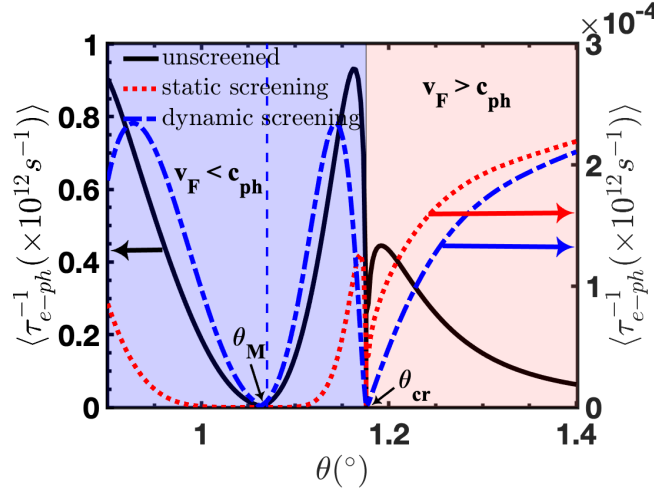 ×10⁻⁴
1
0.8
0.6
0.4
0.2
0
3
2
1
0
⟨τ⁻¹ₑ₋ₚₕ(×10¹²s⁻¹)⟩
⟨τ⁻¹ₑ₋ₚₕ(×10¹²s⁻¹)⟩
unscreened
static screening
dynamic screening
v_F < c_ph
v_F > c_ph
θ_M
θ_cr
1
1.2
1.4
θ(°)